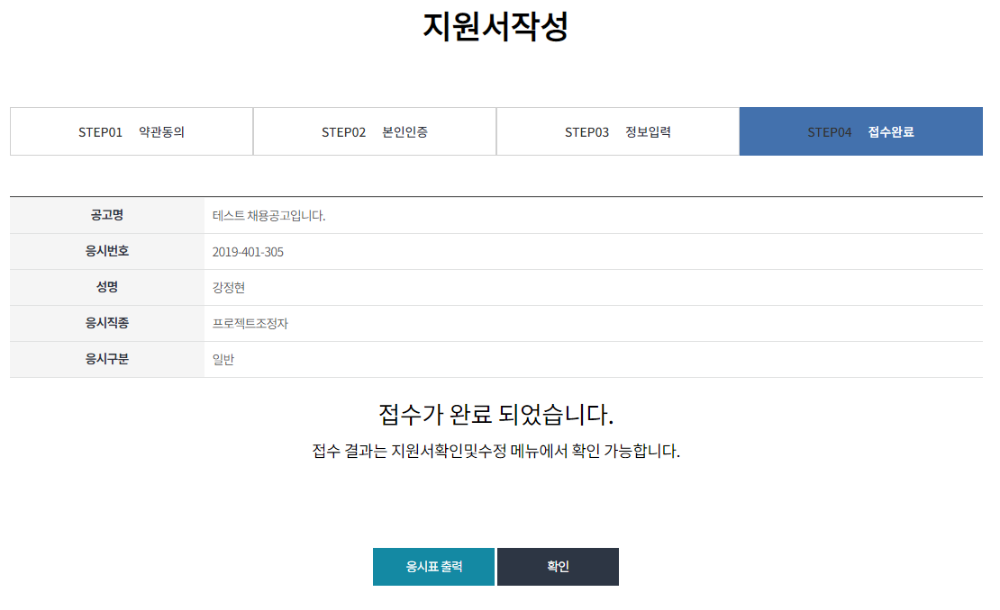 지원서작성
STEP01 약관동의 STEP02 본인인증 STEP03 정보입력 STEP04 접수완료
공고명 테스트 채용공고입니다.
응시번호 2019-401-305
성명 강정현
응시직종 프로젝트조정자
응시구분 일반
접수가 완료 되었습니다.
접수 결과는 지원서확인및수정 메뉴에서 확인 가능합니다.
응시표 출력 확인